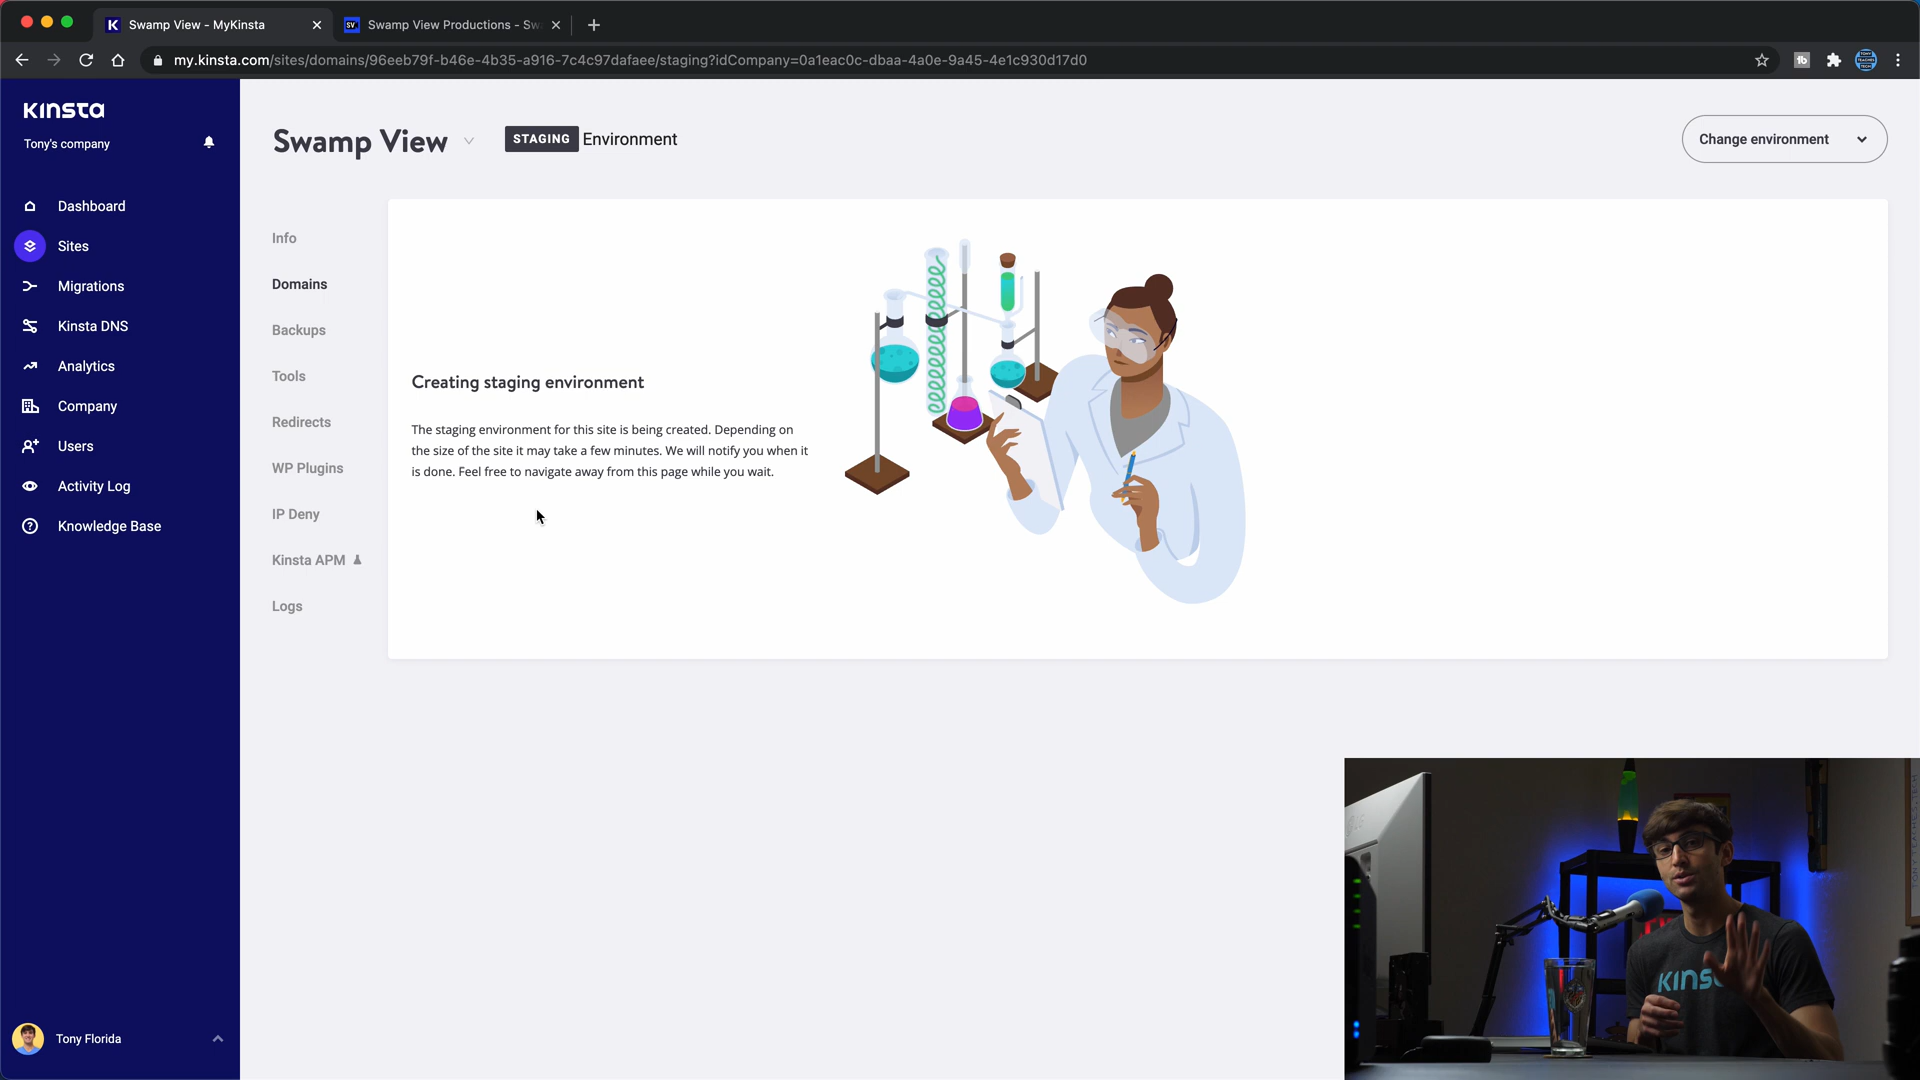 Swamp View - MyKinsta
SV
Swamp View Productions - Sw
my.kinsta.com/sites/domains/96eeb79f-b46e-4b35-a916-7c4c97dafaee/staging?idCompany=0a1eac0c-dbaa-4a0e-9a45-4e1c930d17d0
KINSTA
Tony's company
Dashboard
Sites
Migrations
Kinsta DNS
Analytics
Company
Users
Activity Log
Knowledge Base
Tony Florida
Swamp View
STAGING Environment
Change environment
Info
Domains
Backups
Tools
Redirects
WP Plugins
IP Deny
Kinsta APM
Logs
Creating staging environment
The staging environment for this site is being created. Depending on
the size of the site it may take a few minutes. We will notify you when it
is done. Feel free to navigate away from this page while you wait.
KINS